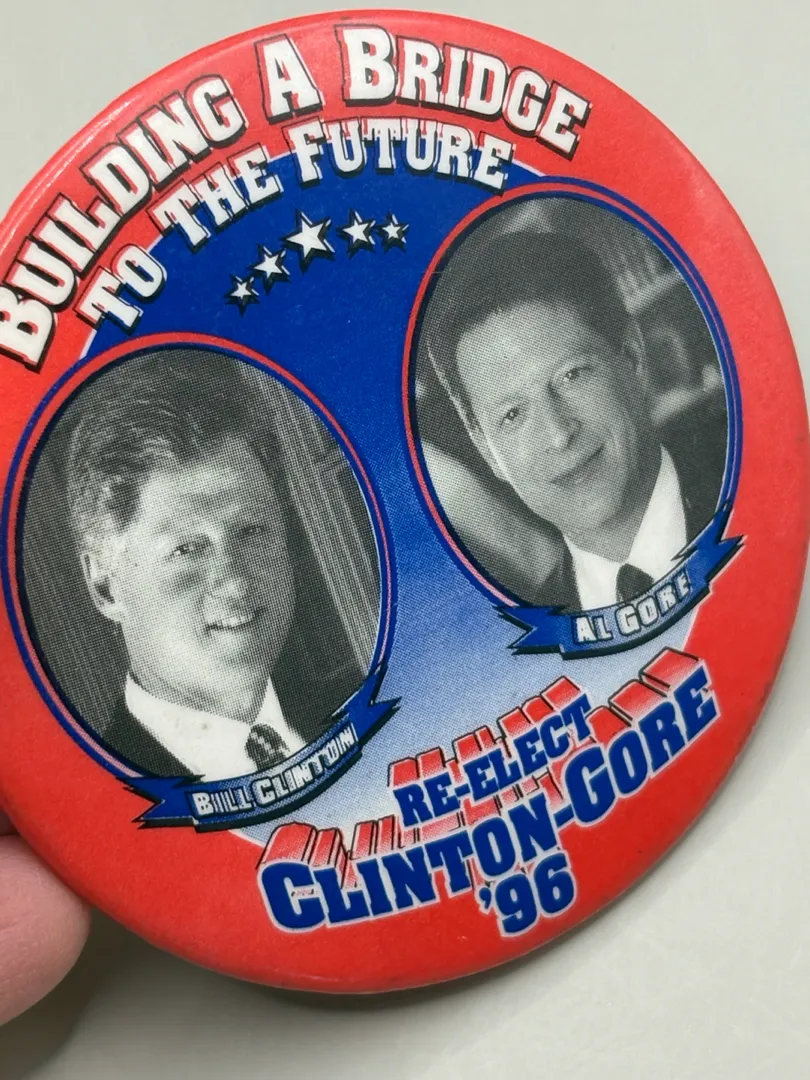 BUILDING A BRIDGE
TO THE FUTURE
BILL CLINTON
AL GORE
RE-ELECT
CLINTON-GORE
'96